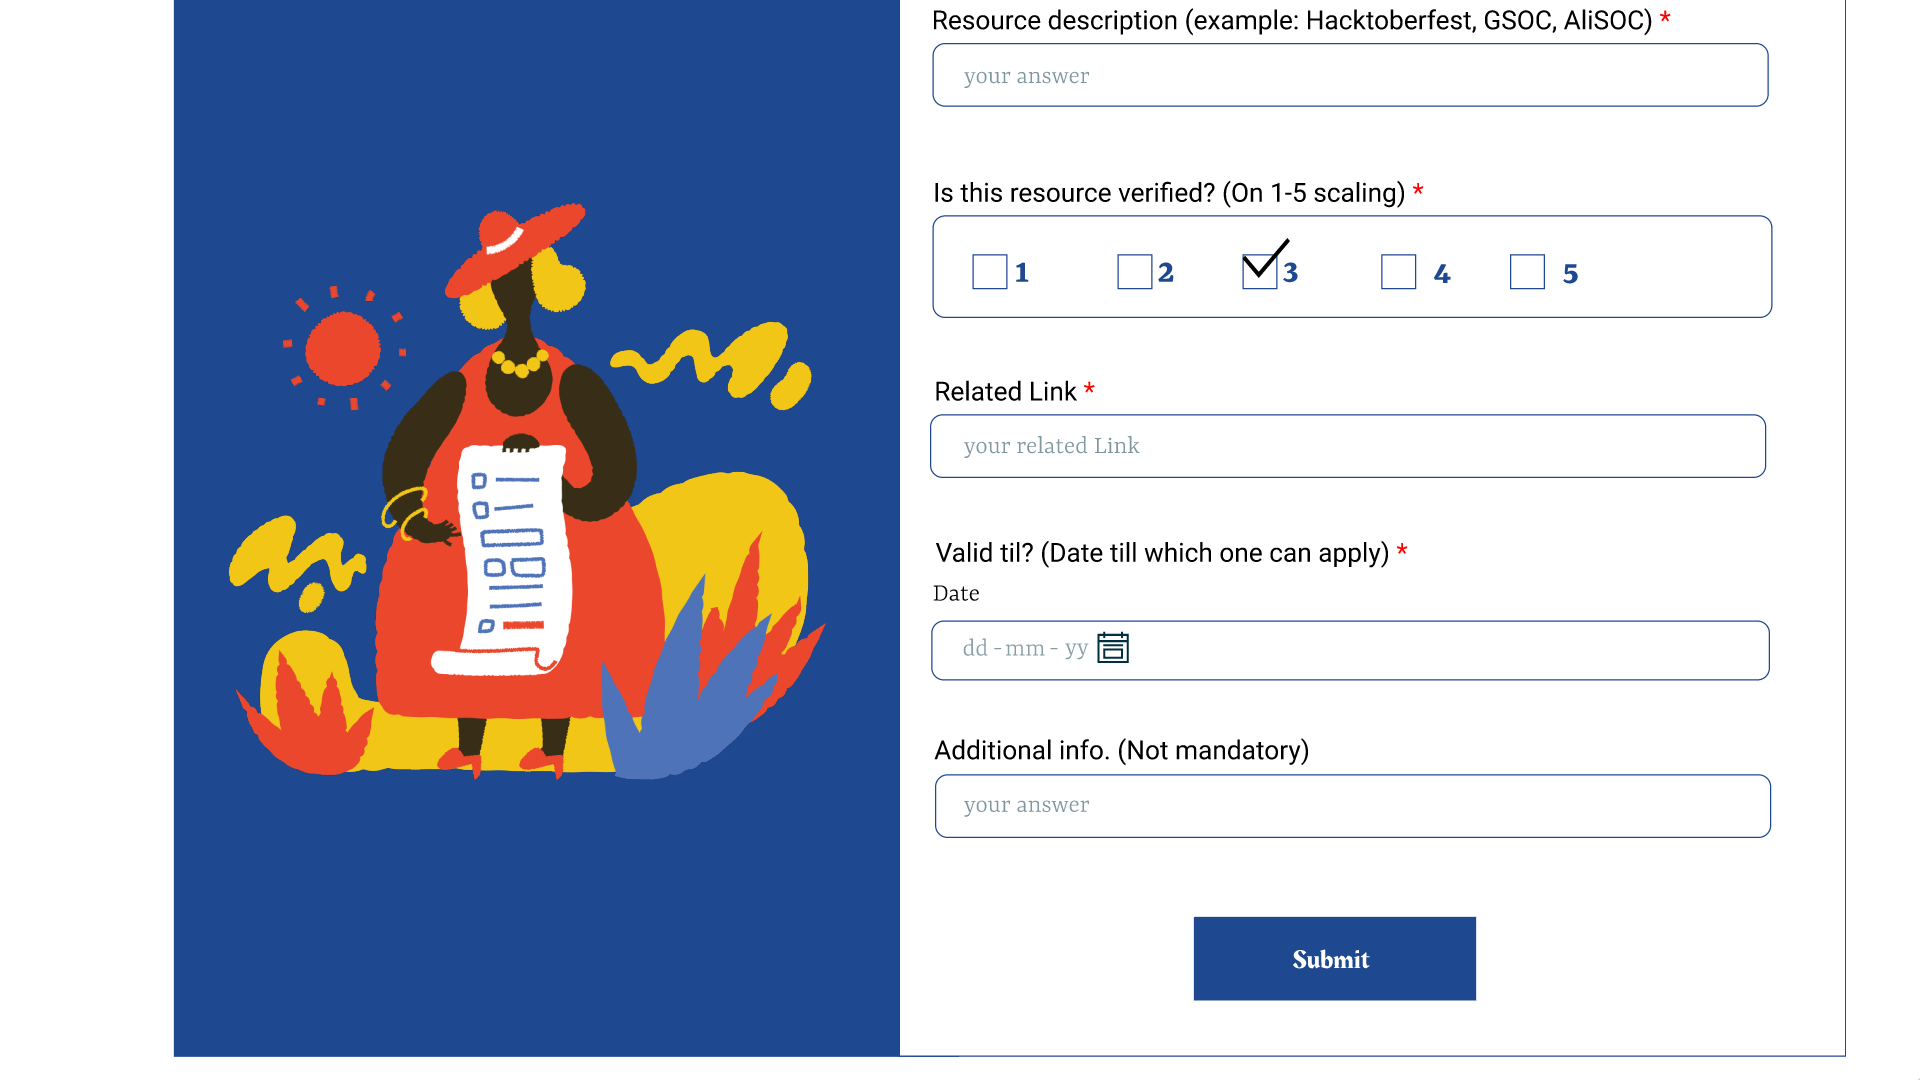 Resource description (example: Hacktoberfest, GSOC, AliSOC) *
your answer
Is this resource verified? (On 1-5 scaling) *
1 2 3 4 5
Related Link *
your related Link
Valid til? (Date till which one can apply) *
Date
dd - mm - yy
Additional info. (Not mandatory)
your answer
Submit